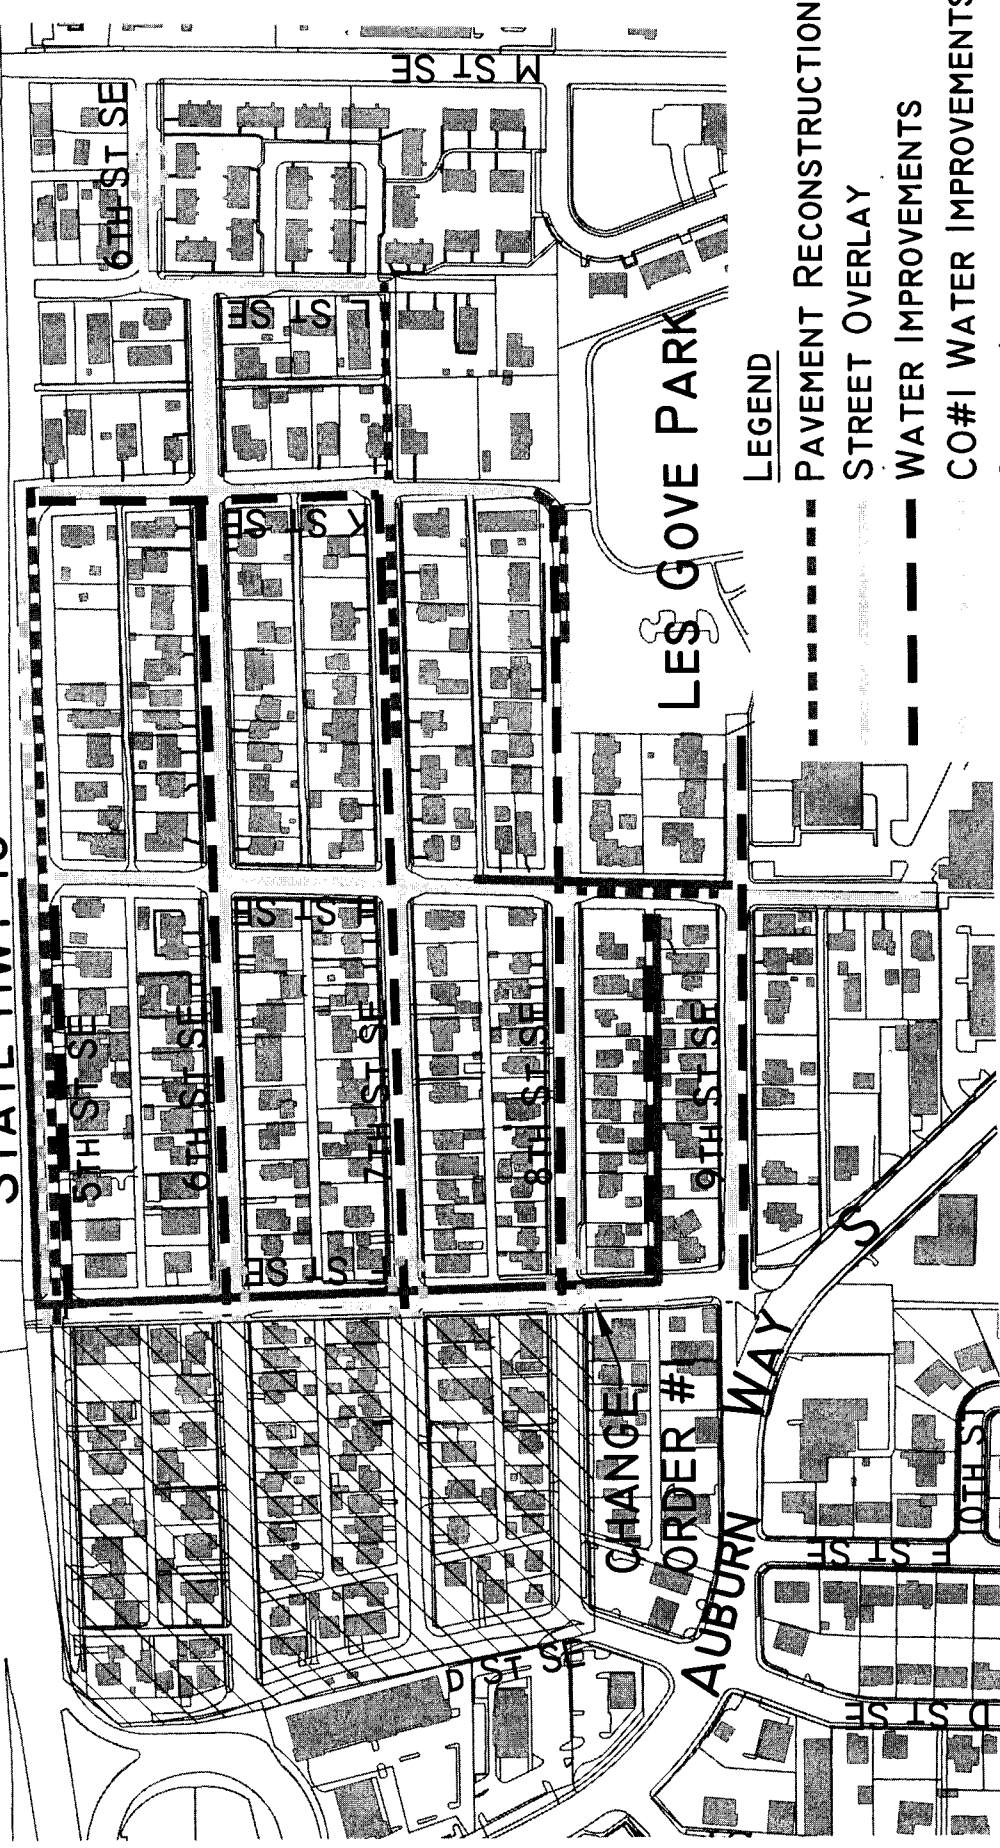 STATE HWY 18
M ST SE
6TH ST SE
L ST SE
K ST SE
H ST SE
F ST SE
5TH ST SE
6TH ST SE
7TH ST SE
8TH ST SE
9TH ST SE
LES GOVE PARK
CHANGE
ORDER #1
AUBURN WAY S
D ST SE
10TH ST
F ST SE
D ST SE
LEGEND
PAVEMENT RECONSTRUCTION
STREET OVERLAY
WATER IMPROVEMENTS
CO#1 WATER IMPROVEMENTS